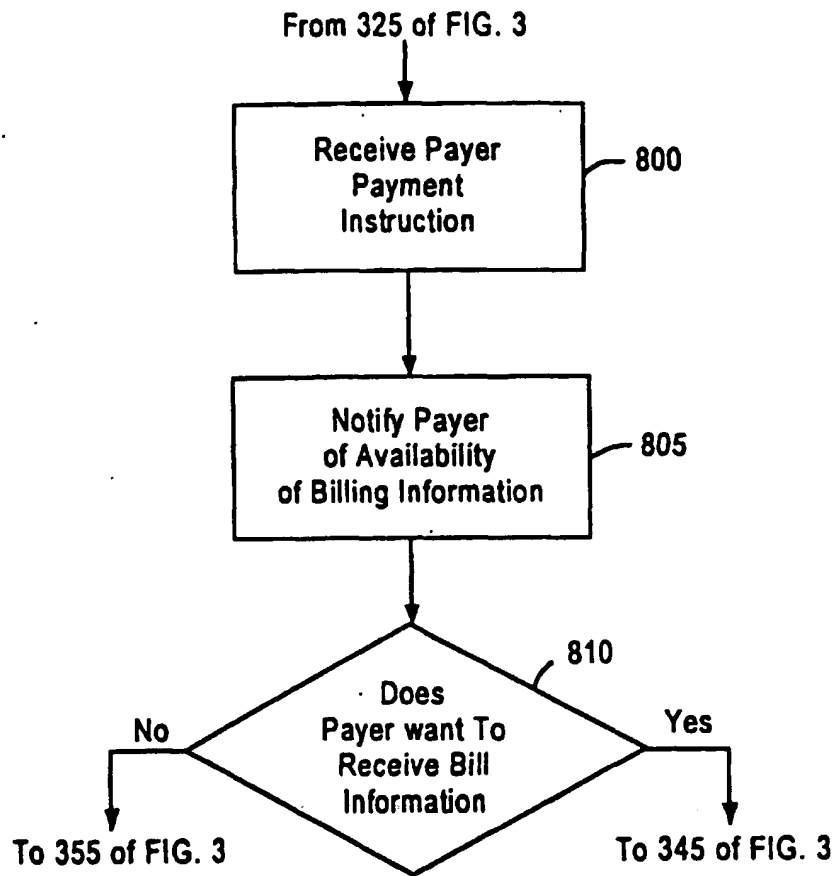 From 325 of FIG. 3
Receive Payer
Payment
Instruction
800
Notify Payer
of Availability
of Billing Information
805
810
Does
Payer want To
Receive Bill
Information
No
Yes
To 355 of FIG. 3
To 345 of FIG. 3